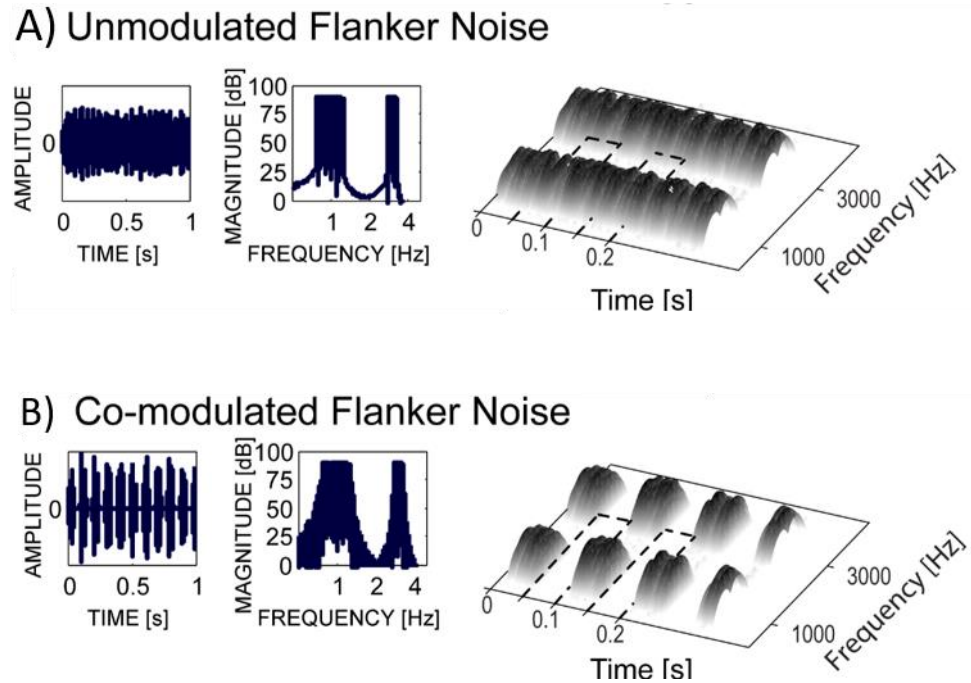 A) Unmodulated Flanker Noise
AMPLITUDE
0
0 0.5 1
TIME [s]
MAGNITUDE [dB]
100
75
50
25
0
1 2 4
FREQUENCY [Hz]
0 0.1 0.2
Time [s]
1000 3000
Frequency [Hz]
B) Co-modulated Flanker Noise
AMPLITUDE
0
0 0.5 1
TIME [s]
MAGNITUDE [dB]
100
75
50
25
0
1 2 4
FREQUENCY [Hz]
0 0.1 0.2
Time [s]
1000 3000
Frequency [Hz]